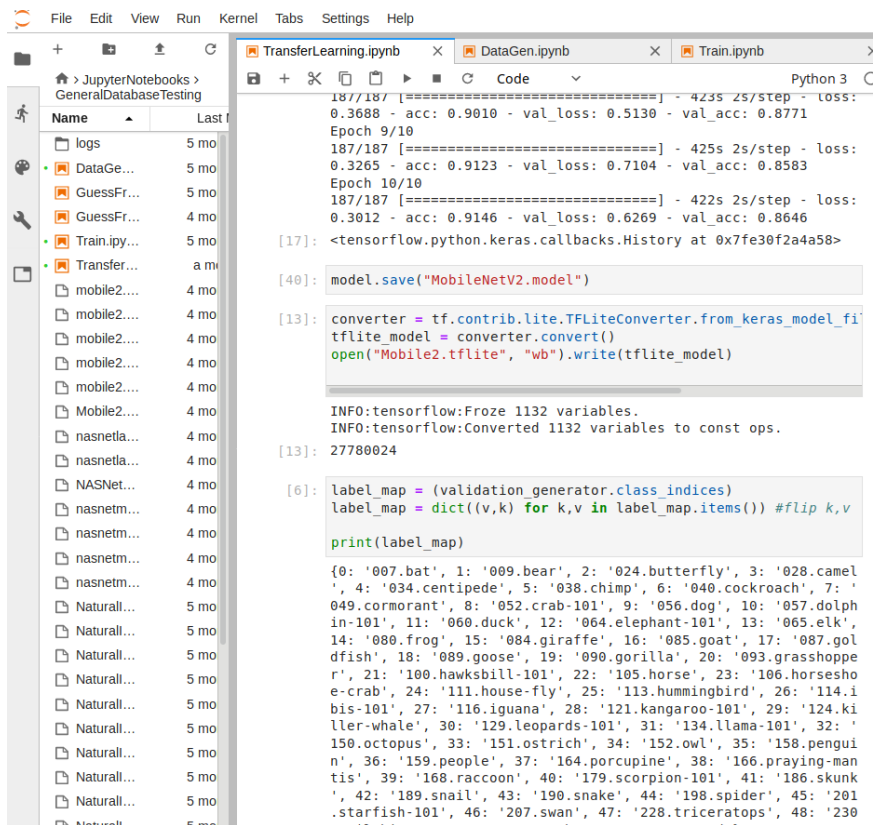 File Edit View Run Kernel Tabs Settings Help
TransferLearning.ipynb
DataGen.ipynb
Train.ipynb
> JupyterNotebooks >
GeneralDatabaseTesting
Code
Python 3
Name Last
logs 5 mo
DataGe... 5 mo
GuessFr... 5 mo
GuessFr... 4 mo
Train.ipy... 5 mo
Transfer... a mo
mobile2.... 4 mo
mobile2.... 4 mo
mobile2.... 4 mo
mobile2.... 4 mo
mobile2.... 4 mo
Mobile2.... 4 mo
nasnetla... 4 mo
nasnetla... 4 mo
NASNet... 4 mo
nasnetm... 4 mo
nasnetm... 4 mo
nasnetm... 4 mo
nasnetm... 4 mo
NaturalI... 5 mo
NaturalI... 5 mo
NaturalI... 5 mo
NaturalI... 5 mo
NaturalI... 5 mo
NaturalI... 5 mo
NaturalI... 5 mo
NaturalI... 5 mo
NaturalI... 5 mo
187/187 [==============================] - 423s 2s/step - loss:
0.3688 - acc: 0.9010 - val_loss: 0.5130 - val_acc: 0.8771
Epoch 9/10
187/187 [==============================] - 425s 2s/step - loss:
0.3265 - acc: 0.9123 - val_loss: 0.7104 - val_acc: 0.8583
Epoch 10/10
187/187 [==============================] - 422s 2s/step - loss:
0.3012 - acc: 0.9146 - val_loss: 0.6269 - val_acc: 0.8646
[17]: <tensorflow.python.keras.callbacks.History at 0x7fe30f2a4a58>
[40]: model.save("MobileNetV2.model")
[13]: converter = tf.contrib.lite.TFLiteConverter.from_keras_model_fi
tflite_model = converter.convert()
open("Mobile2.tflite", "wb").write(tflite_model)
INFO:tensorflow:Froze 1132 variables.
INFO:tensorflow:Converted 1132 variables to const ops.
[13]: 27780024
[6]: label_map = (validation_generator.class_indices)
label_map = dict((v,k) for k,v in label_map.items()) #flip k,v
print(label_map)
{0: '007.bat', 1: '009.bear', 2: '024.butterfly', 3: '028.camel
', 4: '034.centipede', 5: '038.chimp', 6: '040.cockroach', 7: '
049.cormorant', 8: '052.crab-101', 9: '056.dog', 10: '057.dolph
in-101', 11: '060.duck', 12: '064.elephant-101', 13: '065.elk',
14: '080.frog', 15: '084.giraffe', 16: '085.goat', 17: '087.gol
dfish', 18: '089.goose', 19: '090.gorilla', 20: '093.grasshoppe
r', 21: '100.hawksbill-101', 22: '105.horse', 23: '106.horsesho
e-crab', 24: '111.house-fly', 25: '113.hummingbird', 26: '114.i
bis-101', 27: '116.iguana', 28: '121.kangaroo-101', 29: '124.ki
ller-whale', 30: '129.leopards-101', 31: '134.llama-101', 32: '
150.octopus', 33: '151.ostrich', 34: '152.owl', 35: '158.pengui
n', 36: '159.people', 37: '164.porcupine', 38: '166.praying-man
tis', 39: '168.raccoon', 40: '179.scorpion-101', 41: '186.skunk
', 42: '189.snail', 43: '190.snake', 44: '198.spider', 45: '201
.starfish-101', 46: '207.swan', 47: '228.triceratops', 48: '230